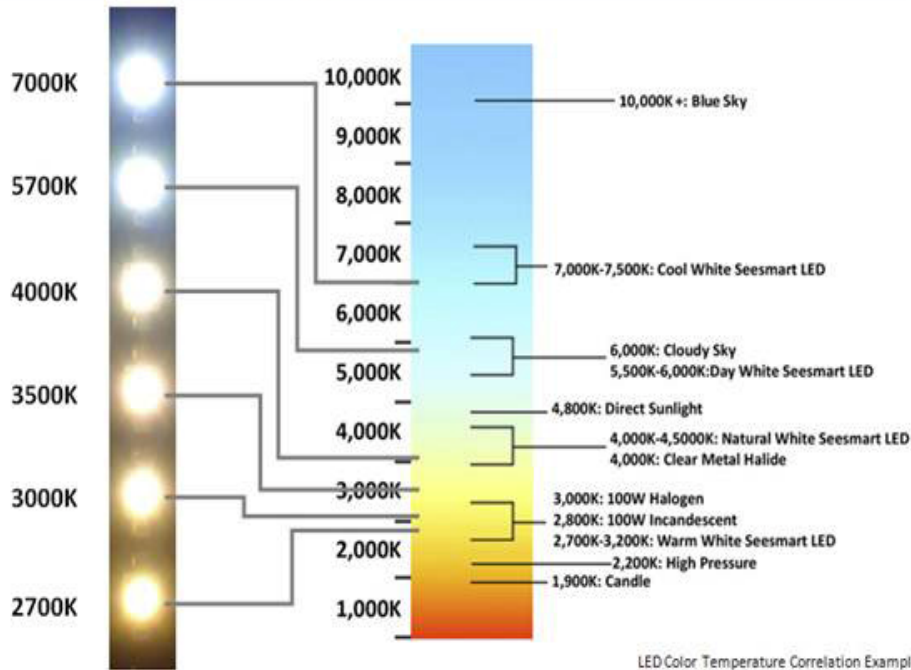 7000K
5700K
4000K
3500K
3000K
2700K
10,000K
9,000K
8,000K
7,000K
6,000K
5,000K
4,000K
3,000K
2,000K
1,000K
10,000K+: Blue Sky
7,000K-7,500K: Cool White Seesmart LED
6,000K: Cloudy Sky
5,500K-6,000K:Day White Seesmart LED
4,800K: Direct Sunlight
4,000K-4,5000K: Natural White Seesmart LED
4,000K: Clear Metal Halide
3,000K: 100W Halogen
2,800K: 100W Incandescent
2,700K-3,200K: Warm White Seesmart LED
2,200K: High Pressure
1,900K: Candle
LED Color Temperature Correlation Exampl